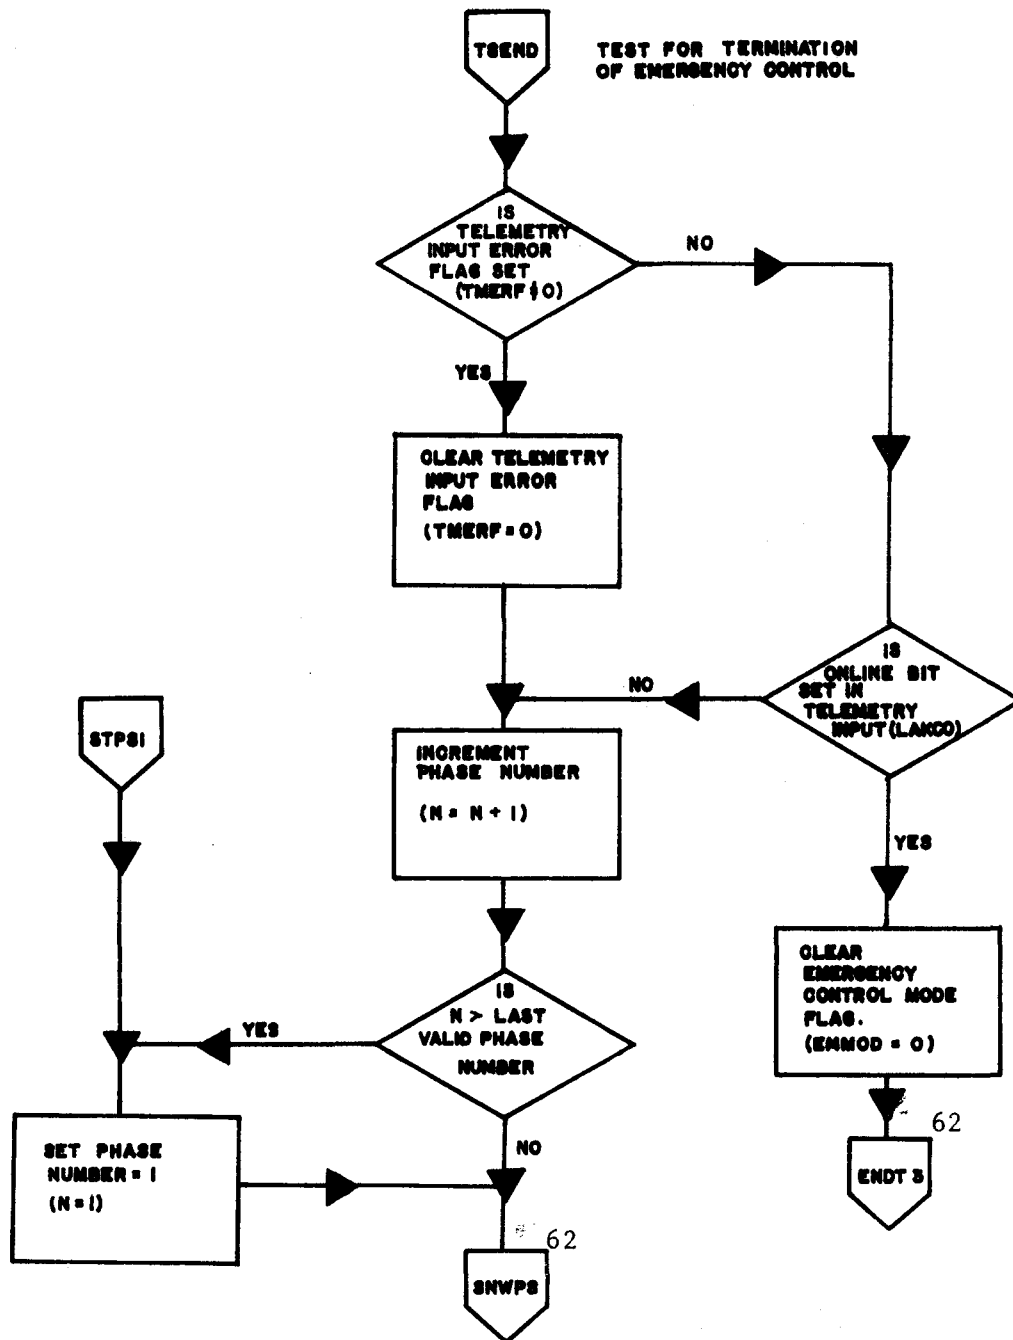 TSEND
TEST FOR TERMINATION
OF EMERGENCY CONTROL
IS
TELEMETRY
INPUT ERROR
FLAG SET
(TMERF ≠ 0)
NO
YES
CLEAR TELEMETRY
INPUT ERROR
FLAG
(TMERF = 0)
IS
ONLINE BIT
SET IN
TELEMETRY
INPUT (LAKCO)
NO
STPS1
INCREMENT
PHASE NUMBER
(N = N + 1)
YES
CLEAR
EMERGENCY
CONTROL MODE
FLAG.
(EMMOD = 0)
IS
N > LAST
VALID PHASE
NUMBER
YES
NO
SET PHASE
NUMBER = 1
(N = 1)
62
ENDT 3
62
SNWPS